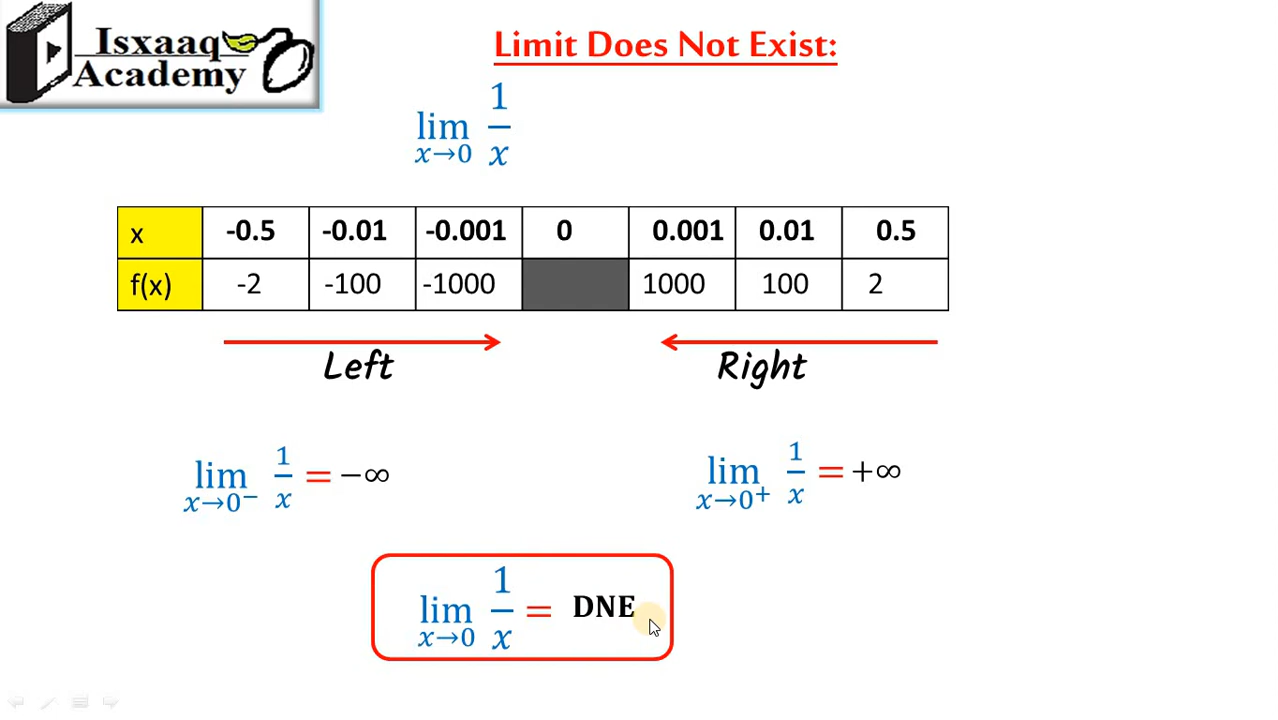 Isxaaq
Academy
Limit Does Not Exist:
lim x→0 1/x
x -0.5 -0.01 -0.001 0 0.001 0.01 0.5
f(x) -2 -100 -1000 1000 100 2
Left Right
lim x→0⁻ 1/x = −∞ lim x→0⁺ 1/x = +∞
lim x→0 1/x = DNE